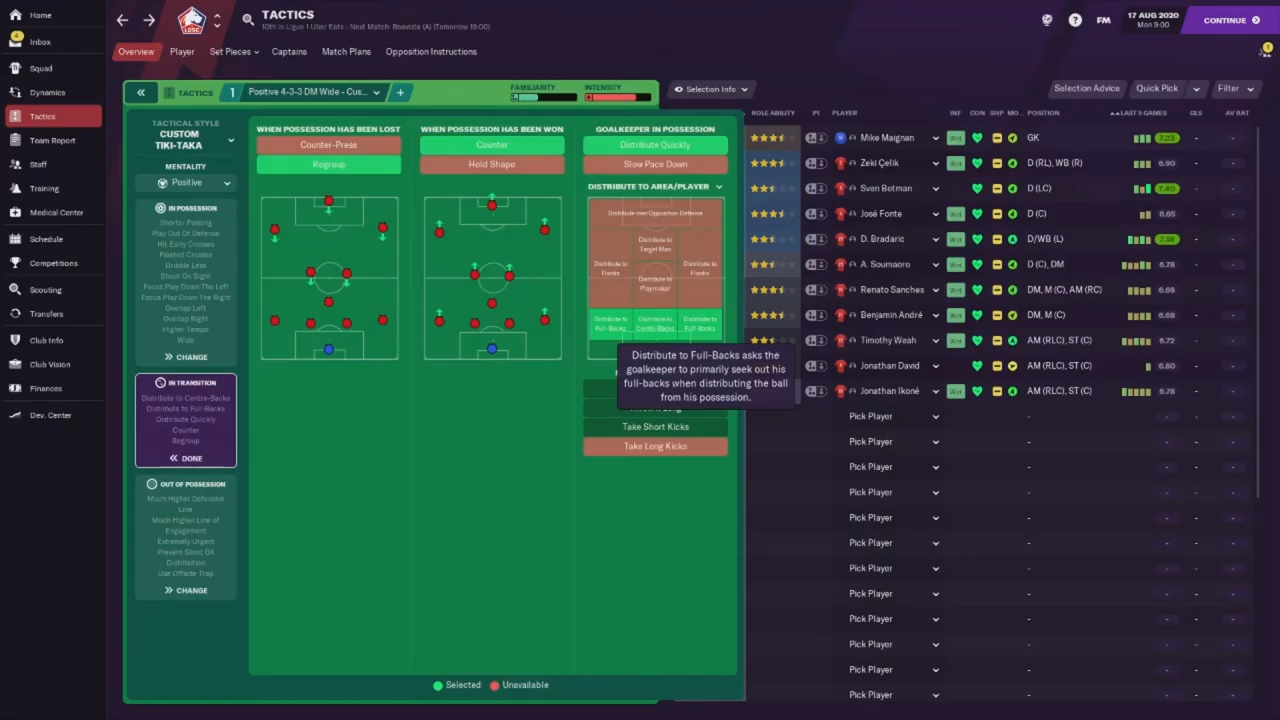 Home
Inbox
Squad
Dynamics
Tactics
Team Report
Staff
Training
Medical Center
Schedule
Competitions
Scouting
Transfers
Club Info
Club Vision
Finances
Dev. Center
LOSC
TACTICS
10th in Ligue 1 Uber Eats - Next Match: Boavista (A) (Tomorrow 19:00)
FM
17 AUG 2020
Mon 9:00
CONTINUE
Overview
Player
Set Pieces
Captains
Match Plans
Opposition Instructions
TACTICS
1
Positive 4-3-3 DM Wide - Cus...
+
FAMILIARITY
INTENSITY
Selection Info
Selection Advice
Quick Pick
Filter
TACTICAL STYLE
CUSTOM
TIKI-TAKA
MENTALITY
Positive
IN POSSESSION
Shorter Passing
Play Out Of Defense
Hit Early Crosses
Floated Crosses
Dribble Less
Shoot On Sight
Focus Play Down The Left
Focus Play Down The Right
Overlap Left
Overlap Right
Higher Tempo
Wide
CHANGE
IN TRANSITION
Distribute to Centre-Backs
Distribute to Full-Backs
Distribute Quickly
Counter
Regroup
DONE
OUT OF POSSESSION
Much Higher Defensive
Line
Much Higher Line of
Engagement
Extremely Urgent
Prevent Short GK
Distribution
Use Offside Trap
CHANGE
WHEN POSSESSION HAS BEEN LOST
Counter-Press
Regroup
WHEN POSSESSION HAS BEEN WON
Counter
Hold Shape
GOALKEEPER IN POSSESSION
Distribute Quickly
Slow Pace Down
DISTRIBUTE TO AREA/PLAYER
Distribute over Opposition Defense
Distribute to
Target Man
Distribute to
Flanks
Distribute to
Playmaker
Distribute to
Flanks
Distribute to
Full-Backs
Distribute to
Centre-Backs
Distribute to
Full-Backs
Distribute to Full-Backs asks the
goalkeeper to primarily seek out his
full-backs when distributing the ball
from his possession.
Take Short Kicks
Take Long Kicks
Selected
Unavailable
ROLE ABILITY
PI
PLAYER
INF
CON
SHP
MO...
POSITION
LAST 5 GAMES
GLS
AV RAT
Mike Maignan
Wnt
GK
7.23
-
-
Zeki Çelik
Wnt
D (RL), WB (R)
6.90
-
-
Sven Botman
D (LC)
7.40
-
-
José Fonte
Wnt
D (C)
6.65
-
-
D. Bradaric
Wnt
D/WB (L)
-
-
A. Soumaoro
Wnt
D (C), DM
6.78
-
-
Renato Sanches
Wnt
DM, M (C), AM (RC)
6.68
-
-
Benjamin André
Wnt
DM, M (C)
6.68
-
-
Timothy Weah
Wnt
AM (RLC), ST (C)
6.72
-
-
Jonathan David
AM (RLC), ST (C)
6.80
-
-
Jonathan Ikoné
Wnt
AM (RLC), ST (C)
6.78
-
-
Pick Player
-
-
-
-
Pick Player
-
-
-
-
Pick Player
-
-
-
-
Pick Player
-
-
-
-
Pick Player
-
-
-
-
Pick Player
-
-
-
-
Pick Player
-
-
-
-
Pick Player
-
-
-
-
Pick Player
-
-
-
-
Pick Player
-
-
-
-
Pick Player
-
-
-
-
Pick Player
-
-
-
-